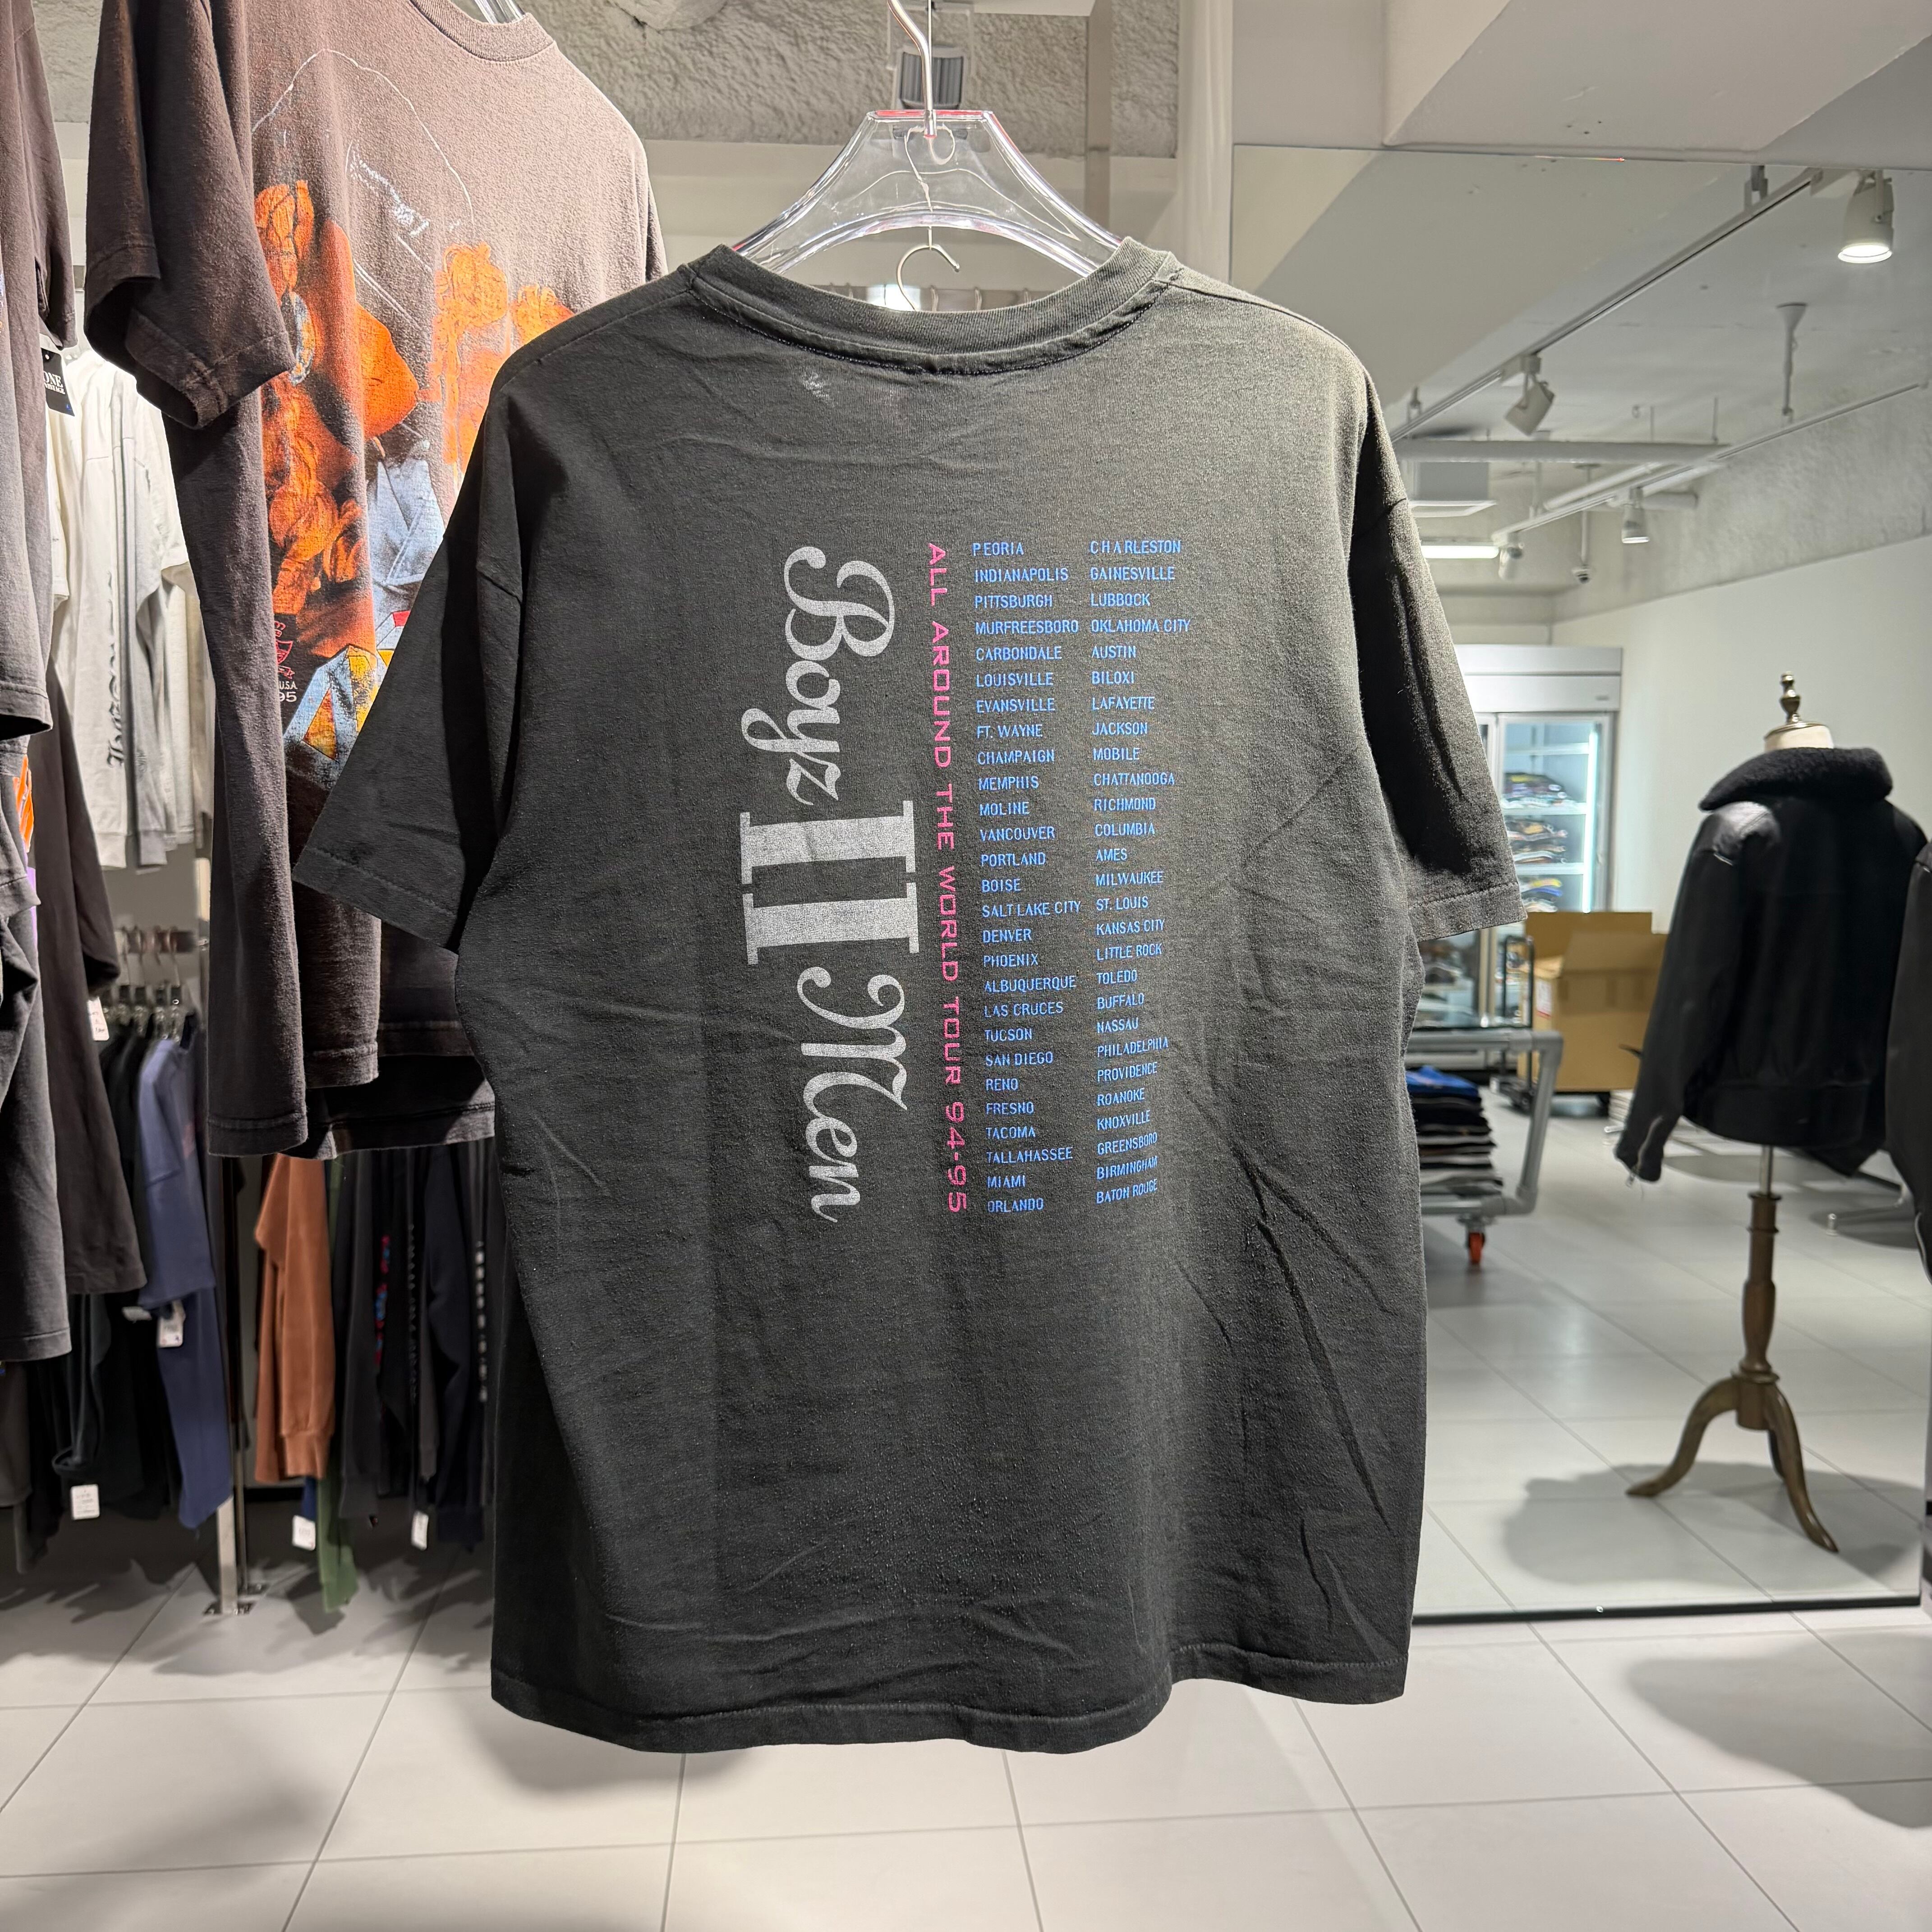 Boyz II Men
ALL AROUND THE WORLD TOUR 94-95
PEORIA
INDIANAPOLIS
PITTSBURGH
MURFREESBORO
CARBONDALE
LOUISVILLE
EVANSVILLE
FT. WAYNE
CHAMPAIGN
MEMPHIS
MOLINE
VANCOUVER
PORTLAND
BOISE
SALT LAKE CITY
DENVER
PHOENIX
ALBUQUERQUE
LAS CRUCES
TUCSON
SAN DIEGO
RENO
FRESNO
TACOMA
TALLAHASSEE
MIAMI
ORLANDO
CHARLESTON
GAINESVILLE
LUBBOCK
OKLAHOMA CITY
AUSTIN
BILOXI
LAFAYETTE
JACKSON
MOBILE
CHATTANOOGA
RICHMOND
COLUMBIA
AMES
MILWAUKEE
ST. LOUIS
KANSAS CITY
LITTLE ROCK
TOLEDO
BUFFALO
NASSAU
PHILADELPHIA
PROVIDENCE
ROANOKE
KNOXVILLE
GREENSBORO
BIRMINGHAM
BATON ROUGE
U.S.A.
95